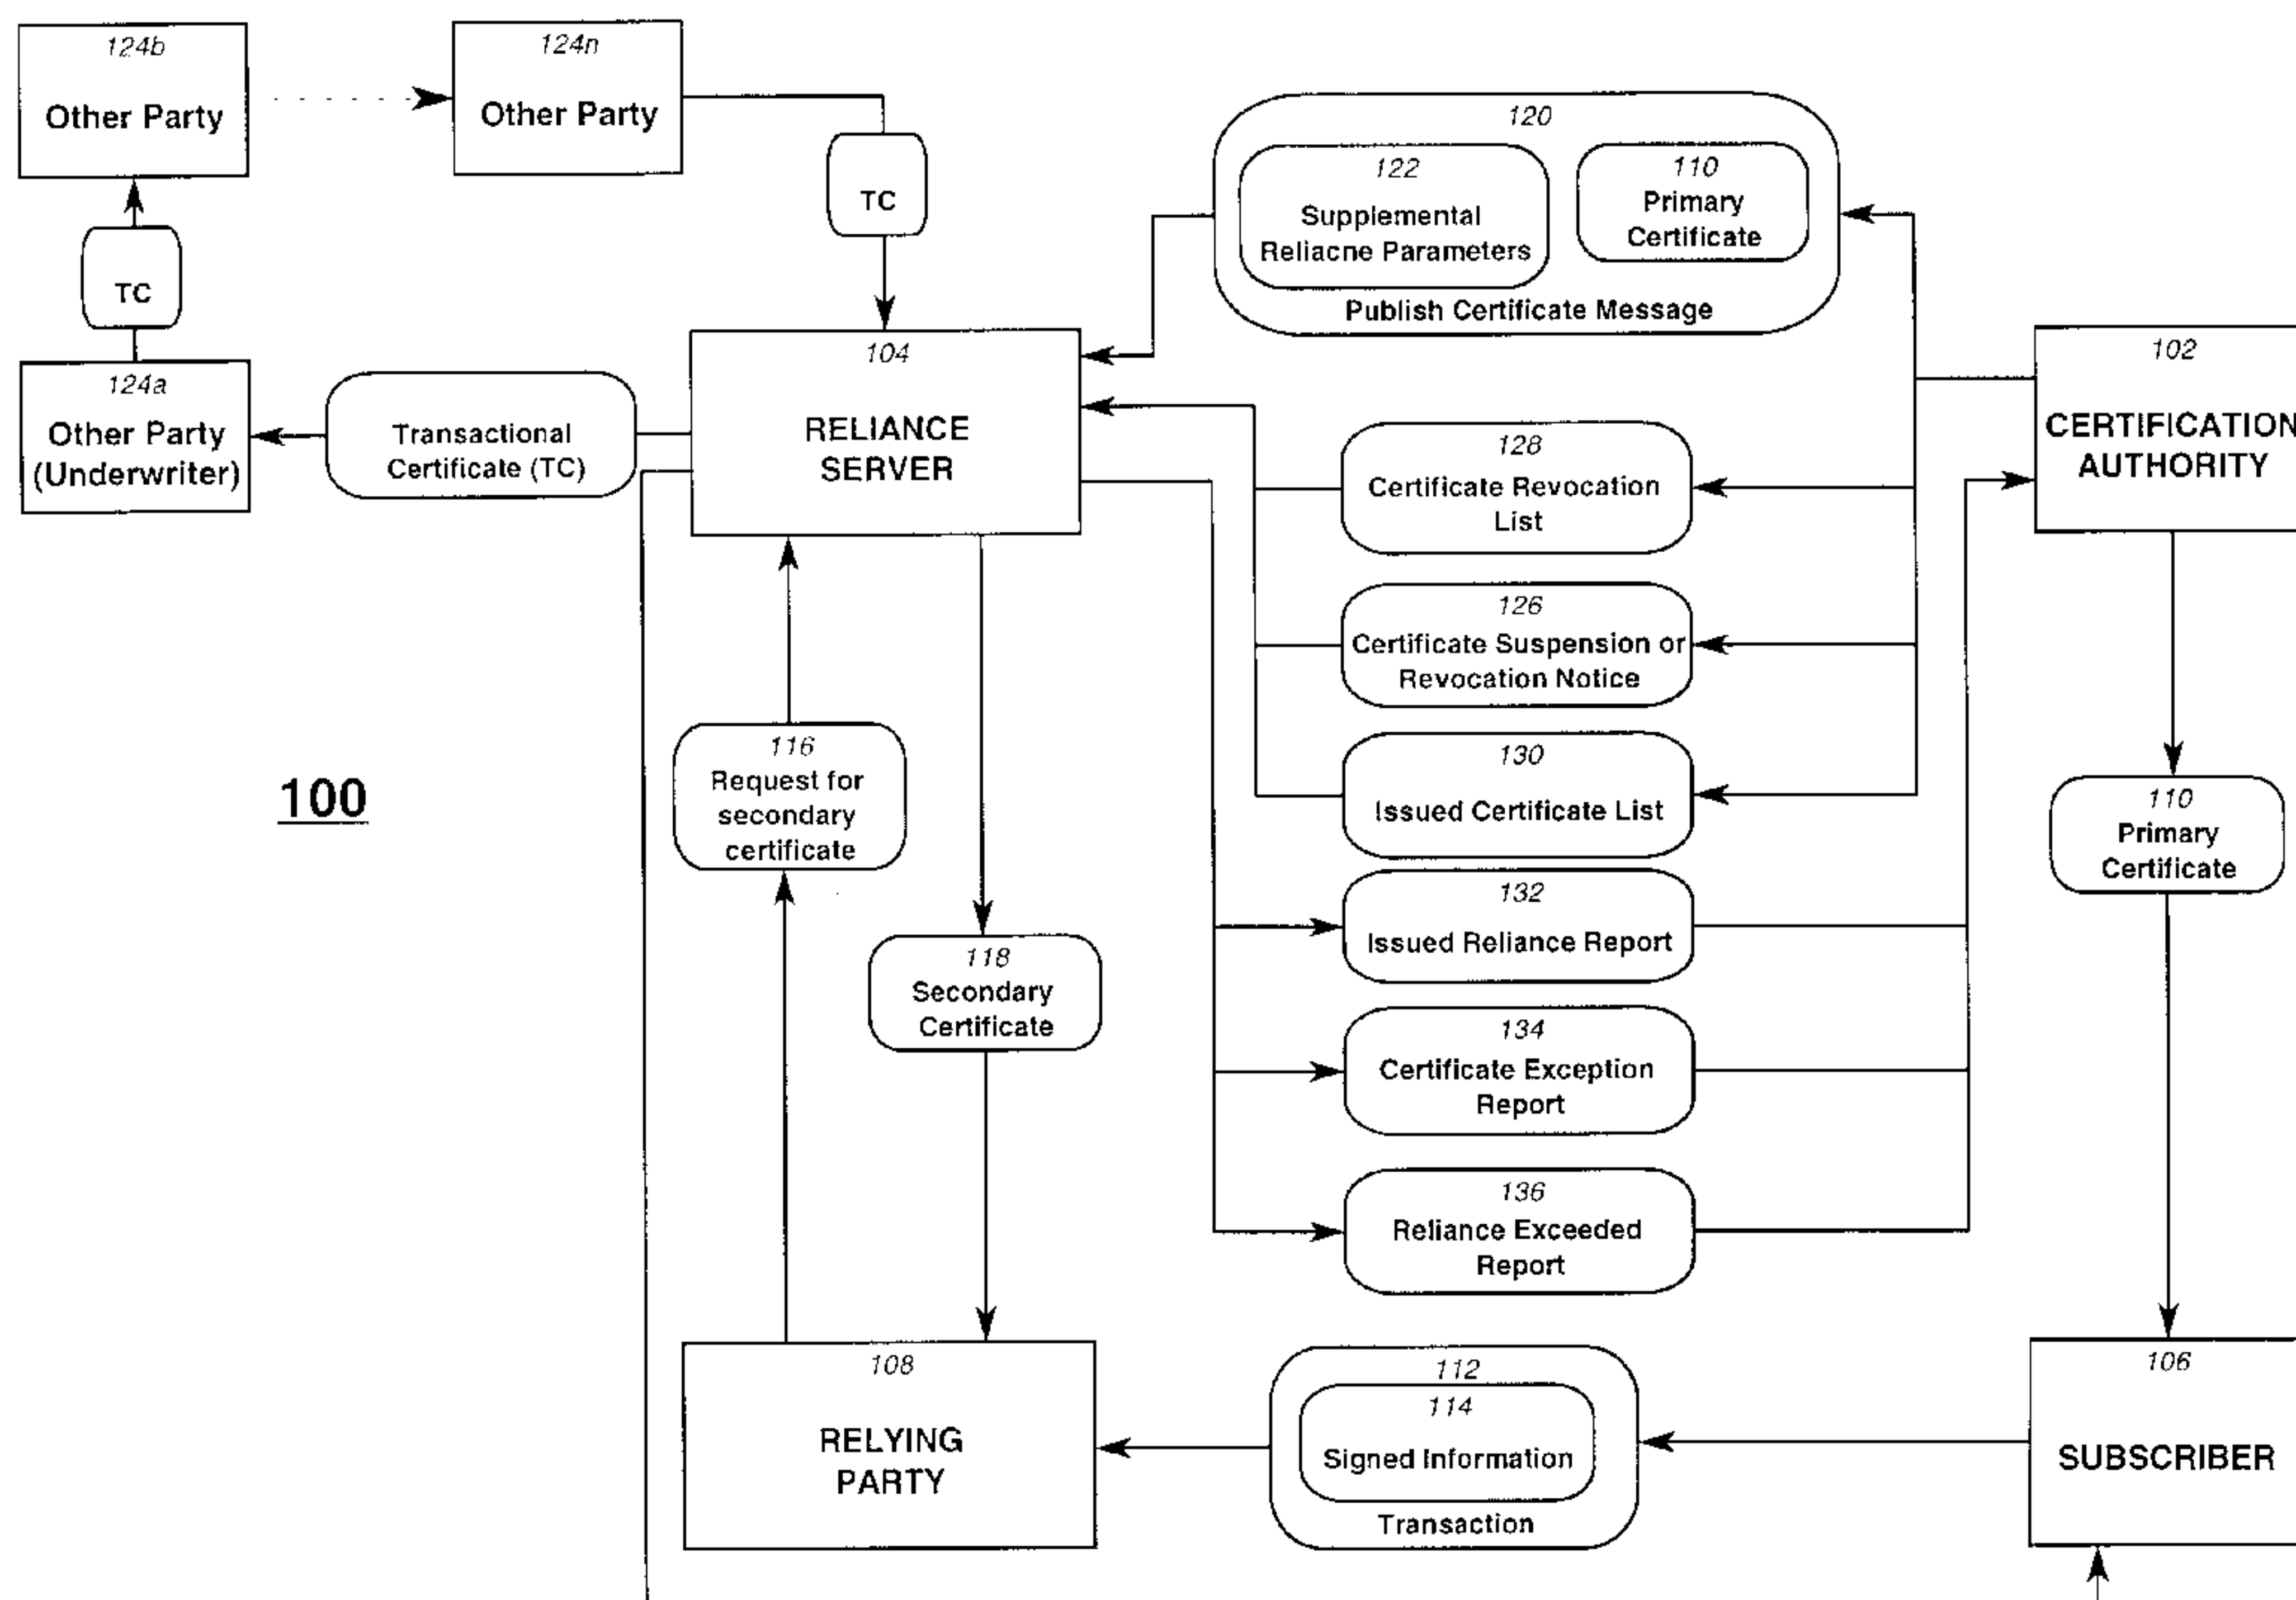 124b
Other Party
124n
Other Party
TC
120
122
Supplemental
Reliacne Parameters
110
Primary
Certificate
Publish Certificate Message
TC
124a
Other Party
(Underwriter)
Transactional
Certificate (TC)
104
RELIANCE
SERVER
102
CERTIFICATION
AUTHORITY
128
Certificate Revocation
List
126
Certificate Suspension or
Revocation Notice
130
Issued Certificate List
100
116
Request for
secondary
certificate
110
Primary
Certificate
132
Issued Reliance Report
118
Secondary
Certificate
134
Certificate Exception
Report
136
Reliance Exceeded
Report
108
RELYING
PARTY
112
114
Signed Information
Transaction
106
SUBSCRIBER